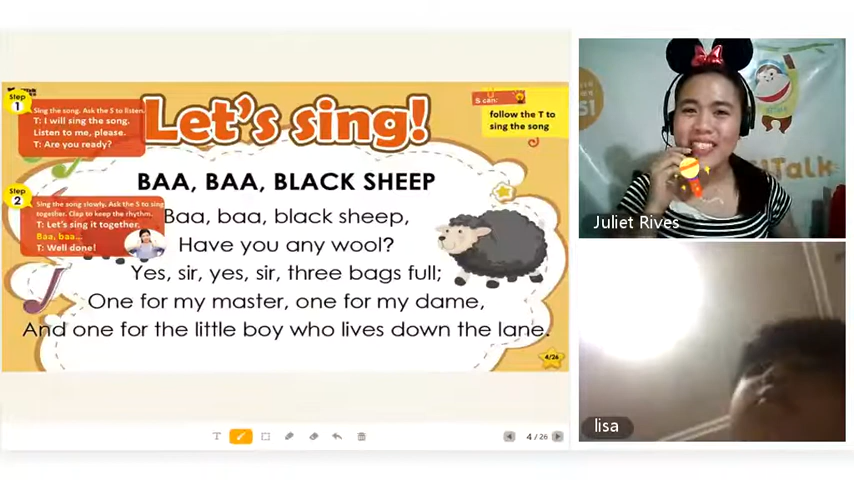 Step
1
Sing the song. Ask the S to listen.
T: I will sing the song.
Listen to me, please.
T: Are you ready?
Let's sing!
S can:
follow the T to
sing the song
Step
2
Sing the song slowly. Ask the S to sing
together. Clap to keep the rhythm.
T: Let's sing it together.
Baa, baa...
T: Well done!
BAA, BAA, BLACK SHEEP
Baa, baa, black sheep,
Have you any wool?
Yes, sir, yes, sir, three bags full;
One for my master, one for my dame,
And one for the little boy who lives down the lane.
4/26
T
4 / 26
51
Talk
Juliet Rives
lisa